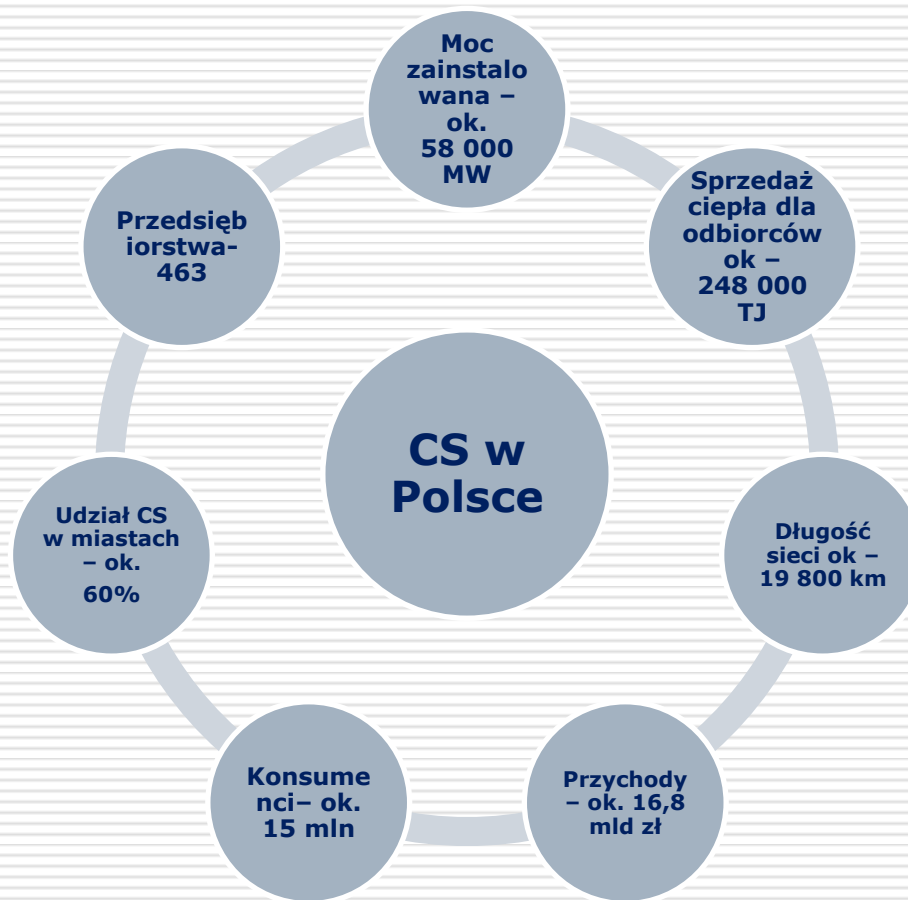 Moc
zainstalo
wana –
ok.
58 000
MW
Sprzedaż
ciepła dla
odbiorców
ok –
248 000
TJ
Długość
sieci ok –
19 800 km
Przychody
– ok. 16,8
mld zł
Konsume
nci– ok.
15 mln
Udział CS
w miastach
– ok.
60%
Przedsięb
iorstwa-
463
CS w
Polsce